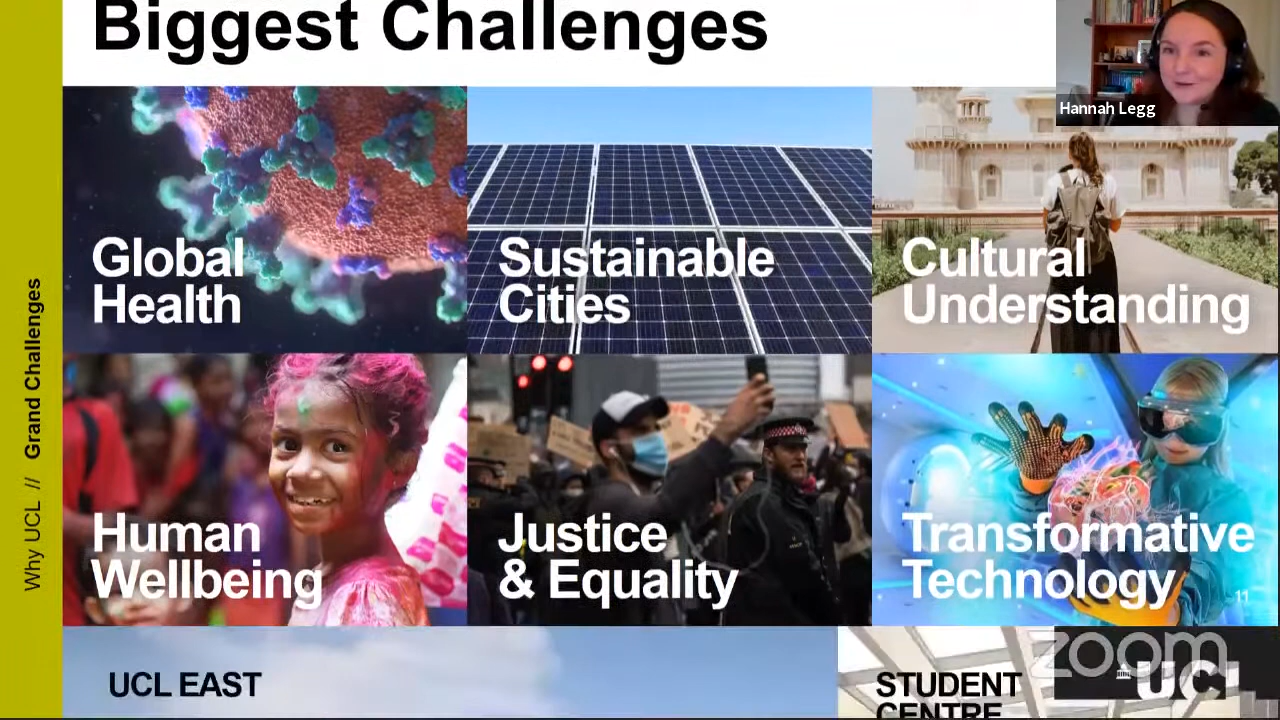 Biggest Challenges
Hannah Legg
Global
Health
Sustainable
Cities
Cultural
Understanding
Why UCL // Grand Challenges
Human
Wellbeing
Justice
& Equality
Transformative
Technology
11
zoom
UCL
UCL EAST
STUDENT
CENTRE